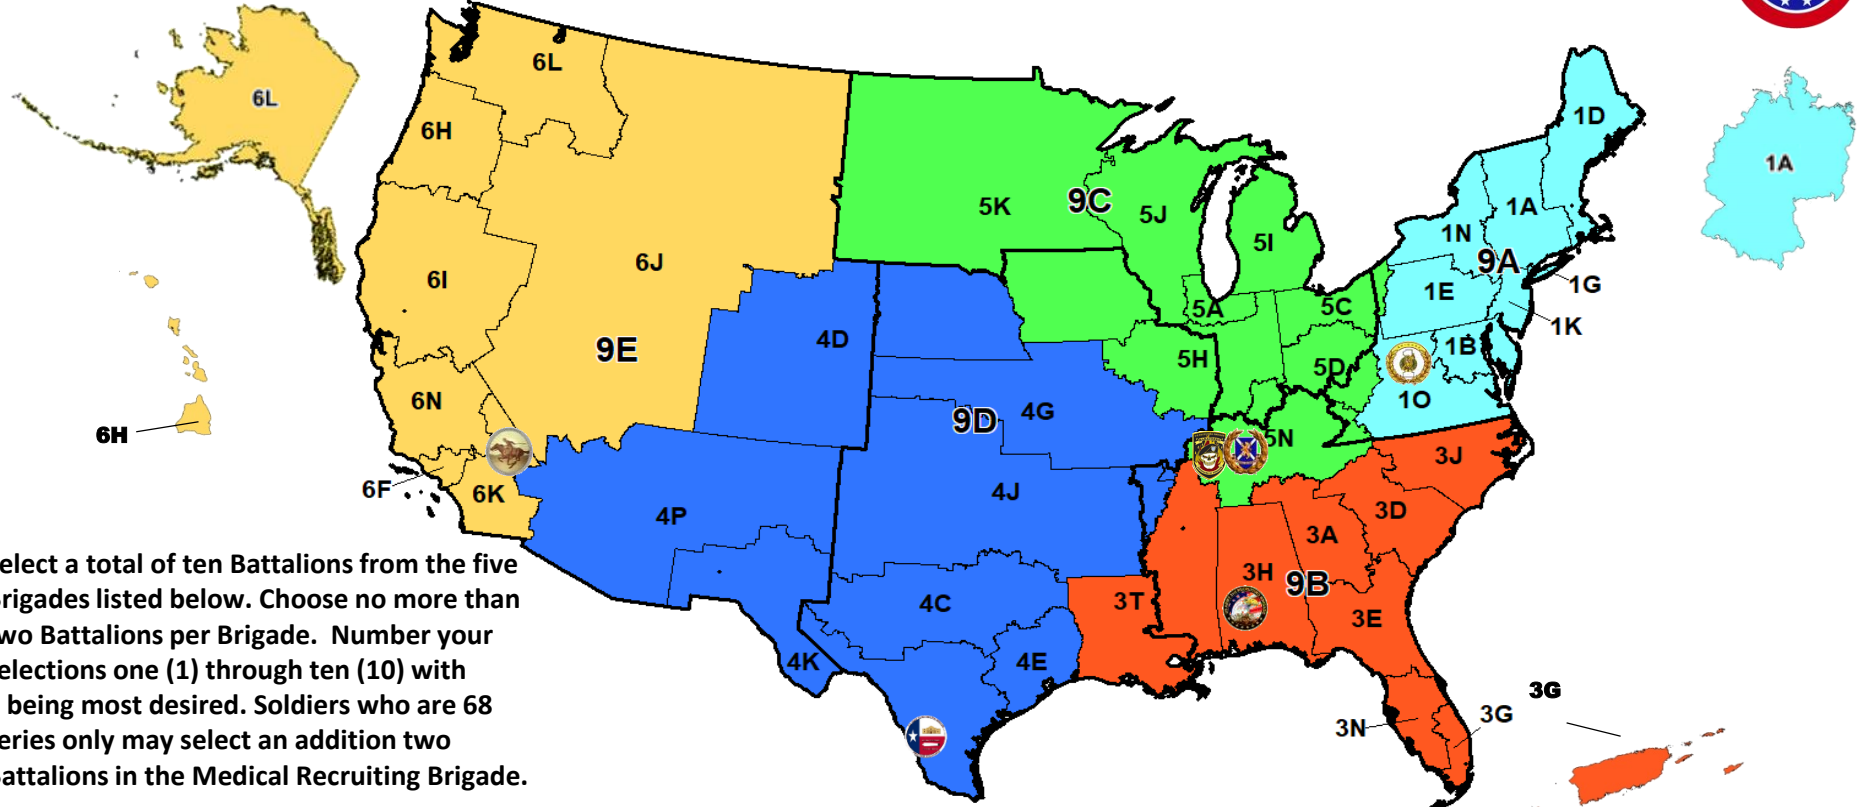 6L
6L
1D
6H
1A
1A
5K
9C
5J
1N
5I
9A
6J
6I
1E
1G
5A
5C
1K
4D
9E
5H
5D
1B
6N
4G
9D
1O
6H
5N
3J
6F
6K
4J
4P
3D
3A
elect a total of ten Battalions from the five
rigades listed below. Choose no more than
wo Battalions per Brigade. Number your
elections one (1) through ten (10) with
being most desired. Soldiers who are 68
eries only may select an addition two
attalions in the Medical Recruiting Brigade.
3H
9B
4C
3T
3E
4K
4E
3G
3G
3N